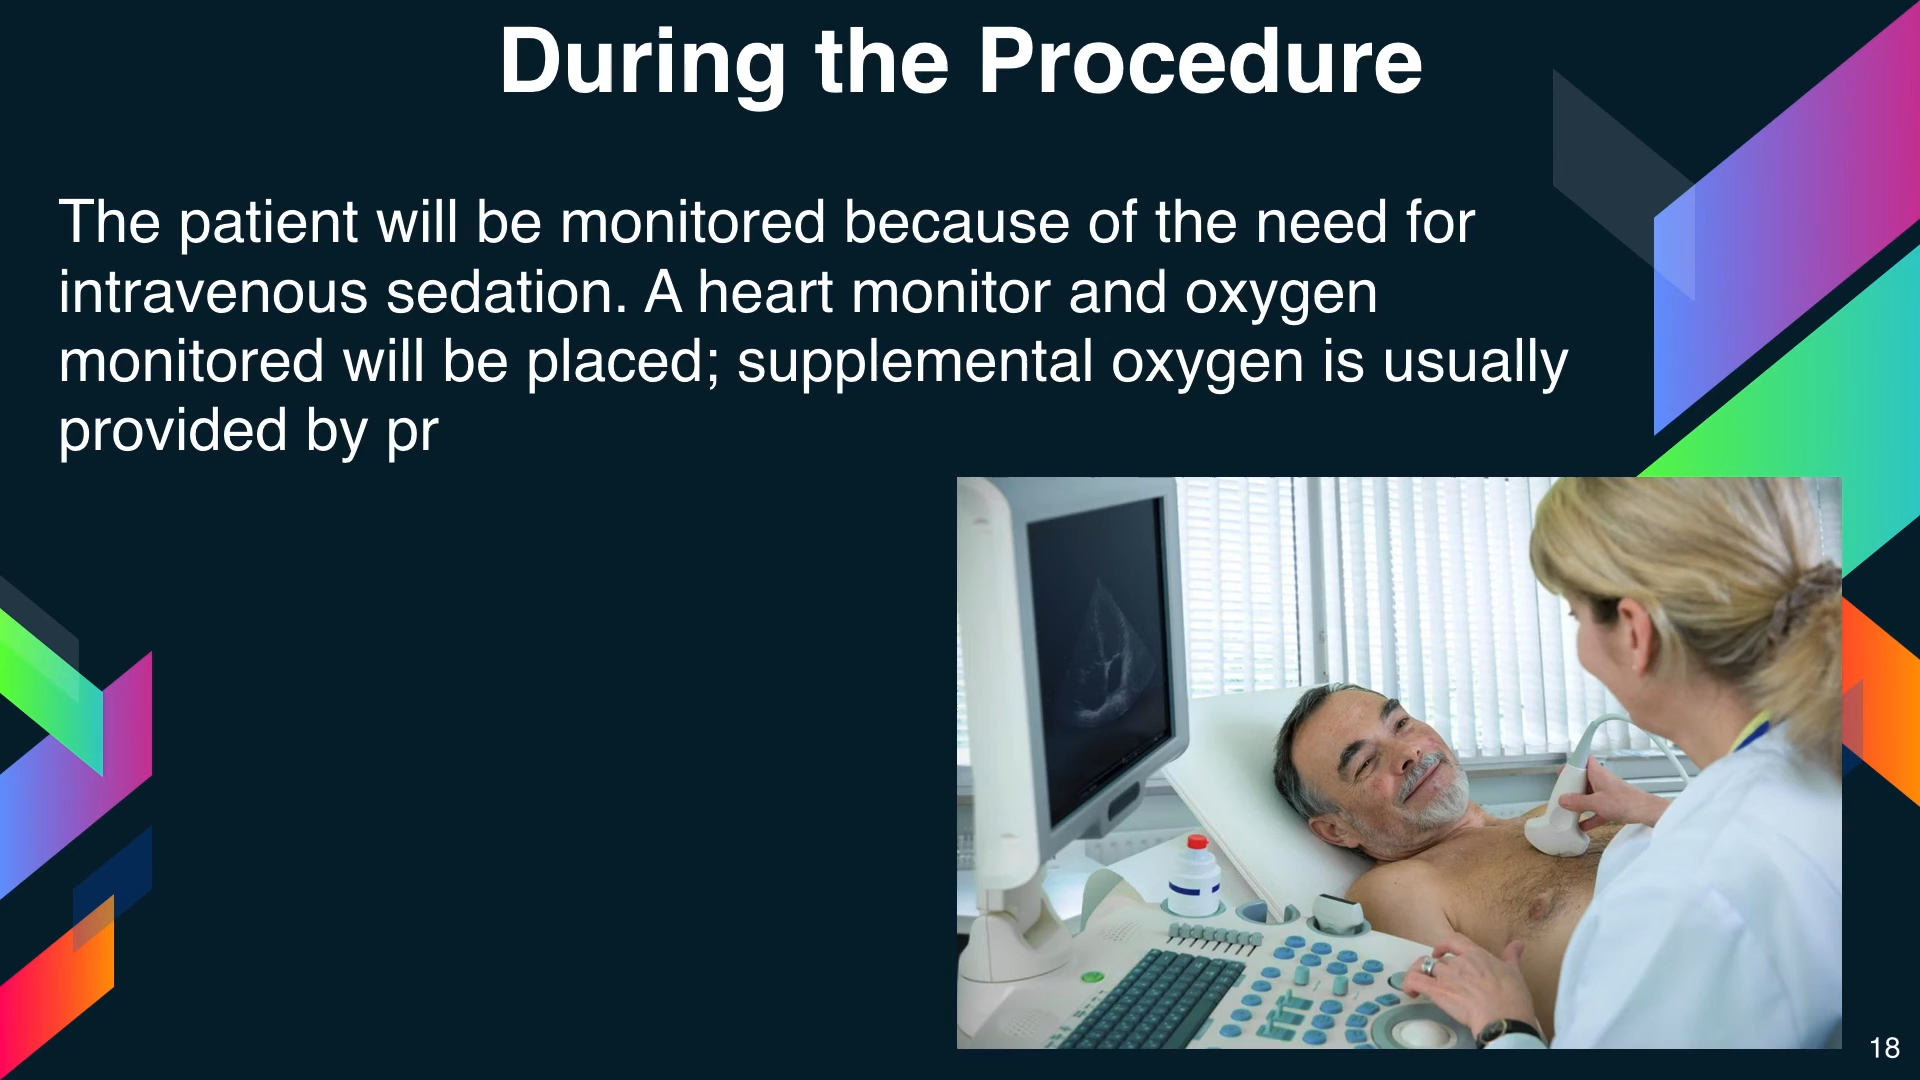 During the Procedure
The patient will be monitored because of the need for
intravenous sedation. A heart monitor and oxygen
monitored will be placed; supplemental oxygen is usually
provided by pr
18